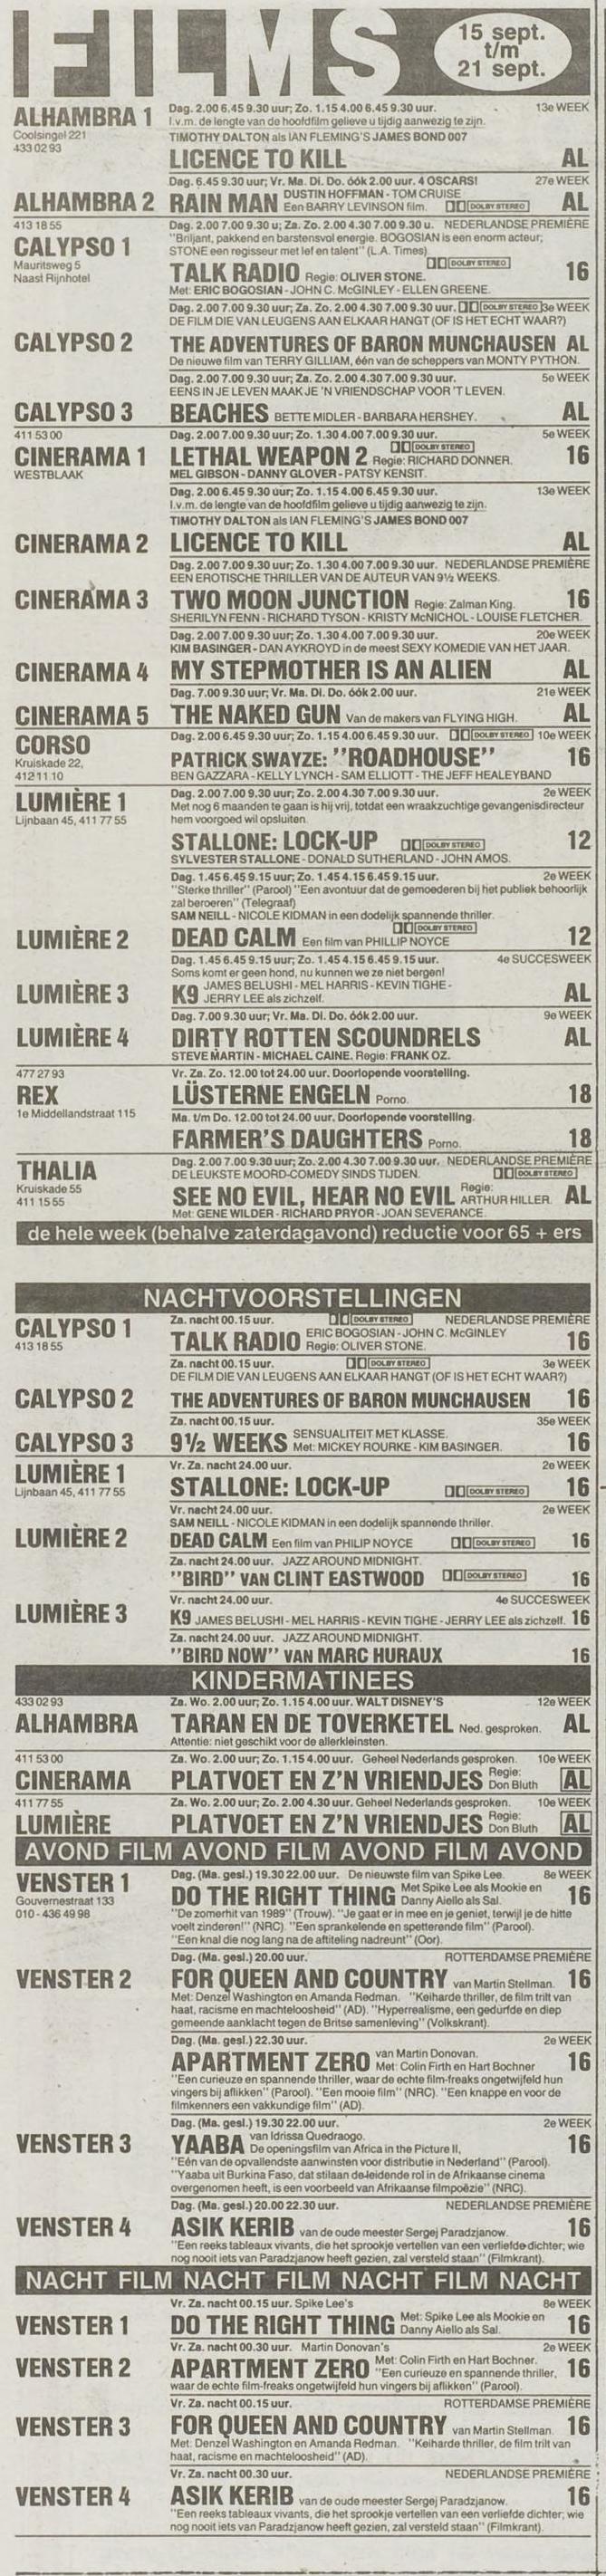 FILMS
15 sept.
t/m
21 sept.
ALHAMBRA 1
Coolsingel 221
433 02 93
Dag. 2.00 6.45 9.30 uur; Zo. 1.15 4.00 6.45 9.30 uur. 13e WEEK
I.v.m. de lengte van de hoofdfilm gelieve u tijdig aanwezig te zijn.
TIMOTHY DALTON als IAN FLEMING'S JAMES BOND 007
LICENCE TO KILL AL
Dag. 6.45 9.30 uur; Vr. Ma. Di. Do. óók 2.00 uur. 4 OSCARS! 27e WEEK
ALHAMBRA 2 RAIN MAN DUSTIN HOFFMAN - TOM CRUISE
Een BARRY LEVINSON film. DOLBY STEREO AL
413 18 55
CALYPSO 1
Mauritsweg 5
Naast Rijnhotel
Dag. 2.00 7.00 9.30 u; Za. Zo. 2.00 4.30 7.00 9.30 u. NEDERLANDSE PREMIÈRE
"Briljant, pakkend en barstensvol energie. BOGOSIAN is een enorm acteur;
STONE een regisseur met lef en talent" (L.A. Times). DOLBY STEREO
TALK RADIO Regie: OLIVER STONE. 16
Met: ERIC BOGOSIAN - JOHN C. McGINLEY - ELLEN GREENE.
Dag. 2.00 7.00 9.30 uur; Za. Zo. 2.00 4.30 7.00 9.30 uur. DOLBY STEREO 3e WEEK
DE FILM DIE VAN LEUGENS AAN ELKAAR HANGT (OF IS HET ECHT WAAR?)
CALYPSO 2 THE ADVENTURES OF BARON MUNCHAUSEN AL
De nieuwe film van TERRY GILLIAM, één van de scheppers van MONTY PYTHON.
Dag. 2.00 7.00 9.30 uur; Za. Zo. 2.00 4.30 7.00 9.30 uur. 5e WEEK
EENS IN JE LEVEN MAAK JE 'N VRIENDSCHAP VOOR 'T LEVEN.
CALYPSO 3 BEACHES BETTE MIDLER - BARBARA HERSHEY. AL
411 53 00
CINERAMA 1
WESTBLAAK
Dag. 2.00 7.00 9.30 uur; Zo. 1.30 4.00 7.00 9.30 uur. 5e WEEK
DOLBY STEREO
LETHAL WEAPON 2 Regie: RICHARD DONNER. 16
MEL GIBSON - DANNY GLOVER - PATSY KENSIT.
Dag. 2.00 6.45 9.30 uur; Zo. 1.15 4.00 6.45 9.30 uur. 13e WEEK
I.v.m. de lengte van de hoofdfilm gelieve u tijdig aanwezig te zijn.
TIMOTHY DALTON als IAN FLEMING'S JAMES BOND 007
CINERAMA 2 LICENCE TO KILL AL
Dag. 2.00 7.00 9.30 uur; Zo. 1.30 4.00 7.00 9.30 uur. NEDERLANDSE PREMIÈRE
EEN EROTISCHE THRILLER VAN DE AUTEUR VAN 9½ WEEKS.
CINERAMA 3 TWO MOON JUNCTION Regie: Zalman King. 16
SHERILYN FENN - RICHARD TYSON - KRISTY McNICHOL - LOUISE FLETCHER.
Dag. 2.00 7.00 9.30 uur; Zo. 1.30 4.00 7.00 9.30 uur. 20e WEEK
KIM BASINGER - DAN AYKROYD in de meest SEXY KOMEDIE VAN HET JAAR.
CINERAMA 4 MY STEPMOTHER IS AN ALIEN AL
Dag. 7.00 9.30 uur; Vr. Ma. Di. Do. óók 2.00 uur. 21e WEEK
CINERAMA 5 THE NAKED GUN Van de makers van FLYING HIGH. AL
CORSO
Kruiskade 22,
412 11 10
Dag. 2.00 6.45 9.30 uur; Zo. 1.15 4.00 6.45 9.30 uur. DOLBY STEREO 10e WEEK
PATRICK SWAYZE: "ROADHOUSE" 16
BEN GAZZARA - KELLY LYNCH - SAM ELLIOTT - THE JEFF HEALEYBAND
LUMIÈRE 1
Lijnbaan 45, 411 77 55
Dag. 2.00 7.00 9.30 uur; Zo. 2.00 4.30 7.00 9.30 uur. 2e WEEK
Met nog 6 maanden te gaan is hij vrij, totdat een wraakzuchtige gevangenisdirecteur
hem voorgoed wil opsluiten.
STALLONE: LOCK-UP DOLBY STEREO 12
SYLVESTER STALLONE - DONALD SUTHERLAND - JOHN AMOS.
Dag. 1.45 6.45 9.15 uur; Zo. 1.45 4.15 6.45 9.15 uur. 2e WEEK
"Sterke thriller" (Parool) "Een avontuur dat de gemoederen bij het publiek behoorlijk
zal beroeren" (Telegraaf)
SAM NEILL - NICOLE KIDMAN in een dodelijk spannende thriller.
DOLBY STEREO
LUMIÈRE 2 DEAD CALM Een film van PHILLIP NOYCE 12
Dag. 1.45 6.45 9.15 uur; Zo. 1.45 4.15 6.45 9.15 uur. 4e SUCCESWEEK
Soms komt er geen hond, nu kunnen we ze niet bergen!
LUMIÈRE 3 K9 JAMES BELUSHI - MEL HARRIS - KEVIN TIGHE -
JERRY LEE als zichzelf. AL
Dag. 7.00 9.30 uur; Vr. Ma. Di. Do. óók 2.00 uur. 9e WEEK
LUMIÈRE 4 DIRTY ROTTEN SCOUNDRELS AL
STEVE MARTIN - MICHAEL CAINE. Regie: FRANK OZ.
477 27 93
REX
1e Middellandstraat 115
Vr. Za. Zo. 12.00 tot 24.00 uur. Doorlopende voorstelling.
LÜSTERNE ENGELN Porno. 18
Ma. t/m Do. 12.00 tot 24.00 uur. Doorlopende voorstelling.
FARMER'S DAUGHTERS Porno. 18
THALIA
Kruiskade 55
411 15 55
Dag. 2.00 7.00 9.30 uur; Zo. 2.00 4.30 7.00 9.30 uur. NEDERLANDSE PREMIÈRE
DE LEUKSTE MOORD-COMEDY SINDS TIJDEN. DOLBY STEREO
SEE NO EVIL, HEAR NO EVIL Regie: ARTHUR HILLER. AL
Met: GENE WILDER - RICHARD PRYOR - JOAN SEVERANCE.
de hele week (behalve zaterdagavond) reductie voor 65 + ers
NACHTVOORSTELLINGEN
CALYPSO 1
413 18 55
Za. nacht 00.15 uur. DOLBY STEREO NEDERLANDSE PREMIÈRE
TALK RADIO ERIC BOGOSIAN - JOHN C. McGINLEY
Regie: OLIVER STONE. 16
Za. nacht 00.15 uur. DOLBY STEREO 3e WEEK
DE FILM DIE VAN LEUGENS AAN ELKAAR HANGT (OF IS HET ECHT WAAR?)
CALYPSO 2 THE ADVENTURES OF BARON MUNCHAUSEN 16
Za. nacht 00.15 uur. 35e WEEK
CALYPSO 3 9½ WEEKS SENSUALITEIT MET KLASSE.
Met: MICKEY ROURKE - KIM BASINGER. 16
LUMIÈRE 1
Lijnbaan 45, 411 77 55
Vr. Za. nacht 24.00 uur. 2e WEEK
STALLONE: LOCK-UP DOLBY STEREO 16
Vr. nacht 24.00 uur. 2e WEEK
SAM NEILL - NICOLE KIDMAN in een dodelijk spannende thriller.
LUMIÈRE 2 DEAD CALM Een film van PHILIP NOYCE DOLBY STEREO 16
Za. nacht 24.00 uur. JAZZ AROUND MIDNIGHT.
"BIRD" VAN CLINT EASTWOOD DOLBY STEREO 16
Vr. nacht 24.00 uur. 4e SUCCESWEEK
LUMIÈRE 3 K9 JAMES BELUSHI - MEL HARRIS - KEVIN TIGHE - JERRY LEE als zichzelf. 16
Za. nacht 24.00 uur. JAZZ AROUND MIDNIGHT.
"BIRD NOW" VAN MARC HURAUX 16
KINDERMATINEES
433 02 93
Za. Wo. 2.00 uur; Zo. 1.15 4.00 uur. WALT DISNEY'S 12e WEEK
ALHAMBRA TARAN EN DE TOVERKETEL Ned. gesproken. AL
Attentie: niet geschikt voor de allerkleinsten.
411 53 00 Za. Wo. 2.00 uur; Zo. 1.15 4.00 uur. Geheel Nederlands gesproken. 10e WEEK
CINERAMA PLATVOET EN Z'N VRIENDJES Regie: Don Bluth AL
411 77 55 Za. Wo. 2.00 uur; Zo. 2.00 4.30 uur. Geheel Nederlands gesproken. 10e WEEK
LUMIÈRE PLATVOET EN Z'N VRIENDJES Regie: Don Bluth AL
AVOND FILM AVOND FILM AVOND FILM AVOND
VENSTER 1
Gouvernestraat 133
010 - 436 49 98
Dag. (Ma. gesl.) 19.30 22.00 uur. De nieuwste film van Spike Lee. 8e WEEK
DO THE RIGHT THING Met Spike Lee als Mookie en
Danny Aiello als Sal. 16
"De zomerhit van 1989" (Trouw). "Je gaat er in mee en je geniet, terwijl je de hitte
voelt zinderen!" (NRC). "Een sprankelende en spetterende film" (Parool).
"Een knal die nog lang na de aftiteling nadreunt" (Oor).
Dag. (Ma. gesl.) 20.00 uur. ROTTERDAMSE PREMIÈRE
VENSTER 2 FOR QUEEN AND COUNTRY van Martin Stellman. 16
Met: Denzel Washington en Amanda Redman. "Keiharde thriller, de film trilt van
haat, racisme en machteloosheid" (AD). "Hyperrealisme, een gedurfde en diep
gemeende aanklacht tegen de Britse samenleving" (Volkskrant).
Dag. (Ma. gesl.) 22.30 uur. 2e WEEK
APARTMENT ZERO van Martin Donovan.
Met: Colin Firth en Hart Bochner 16
"Een curieuze en spannende thriller, waar de echte film-freaks ongetwijfeld hun
vingers bij aflikken" (Parool). "Een mooie film" (NRC). "Een knappe en voor de
filmkenners een vakkundige film" (AD).
Dag. (Ma. gesl.) 19.30 22.00 uur. 2e WEEK
VENSTER 3 YAABA van Idrissa Quedraogo.
De openingsfilm van Africa in the Picture II, 16
"Eén van de opvallendste aanwinsten voor distributie in Nederland" (Parool).
"Yaaba uit Burkina Faso, dat stilaan de leidende rol in de Afrikaanse cinema
overgenomen heeft, is een voorbeeld van Afrikaanse filmpoëzie" (NRC).
Dag. (Ma. gesl.) 20.00 22.30 uur. NEDERLANDSE PREMIÈRE
VENSTER 4 ASIK KERIB van de oude meester Sergej Paradzjanow. 16
"Een reeks tableaux vivants, die het sprookje vertellen van een verliefde dichter; wie
nog nooit iets van Paradzjanow heeft gezien, zal versteld staan" (Filmkrant).
NACHT FILM NACHT FILM NACHT FILM NACHT
Vr. Za. nacht 00.15 uur. Spike Lee's 8e WEEK
VENSTER 1 DO THE RIGHT THING Met: Spike Lee als Mookie en
Danny Aiello als Sal. 16
Vr. Za. nacht 00.30 uur. Martin Donovan's 2e WEEK
VENSTER 2 APARTMENT ZERO Met: Colin Firth en Hart Bochner.
"Een curieuze en spannende thriller, 16
waar de echte film-freaks ongetwijfeld hun vingers bij aflikken" (Parool).
Vr. Za. nacht 00.15 uur. ROTTERDAMSE PREMIÈRE
VENSTER 3 FOR QUEEN AND COUNTRY van Martin Stellman. 16
Met: Denzel Washington en Amanda Redman. "Keiharde thriller, de film trilt van
haat, racisme en machteloosheid" (AD).
Vr. Za. nacht 00.30 uur. NEDERLANDSE PREMIÈRE
VENSTER 4 ASIK KERIB van de oude meester Sergej Paradzjanow. 16
"Een reeks tableaux vivants, die het sprookje vertellen van een verliefde dichter; wie
nog nooit iets van Paradzjanow heeft gezien, zal versteld staan" (Filmkrant).